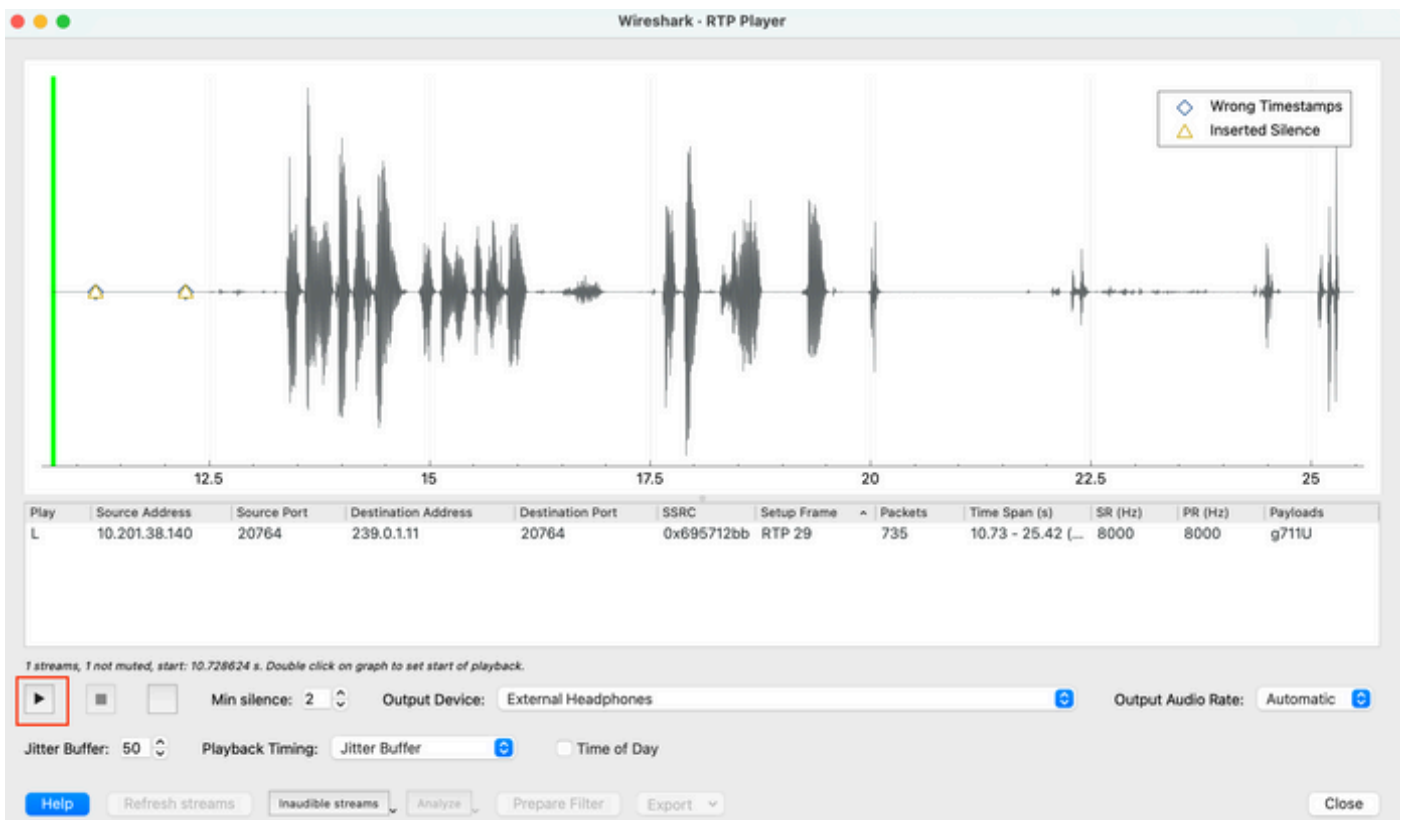 Wireshark - RTP Player
Wrong Timestamps
Inserted Silence
12.5 15 17.5 20 22.5 25
Play Source Address Source Port Destination Address Destination Port SSRC Setup Frame Packets Time Span (s) SR (Hz) PR (Hz) Payloads
L 10.201.38.140 20764 239.0.1.11 20764 0x695712bb RTP 29 735 10.73 - 25.42 (... 8000 8000 g711U
1 streams, 1 not muted, start: 10.728624 s. Double click on graph to set start of playback.
Min silence: 2 Output Device: External Headphones Output Audio Rate: Automatic
Jitter Buffer: 50 Playback Timing: Jitter Buffer Time of Day
Help Refresh streams Inaudible streams Analyze Prepare Filter Export Close